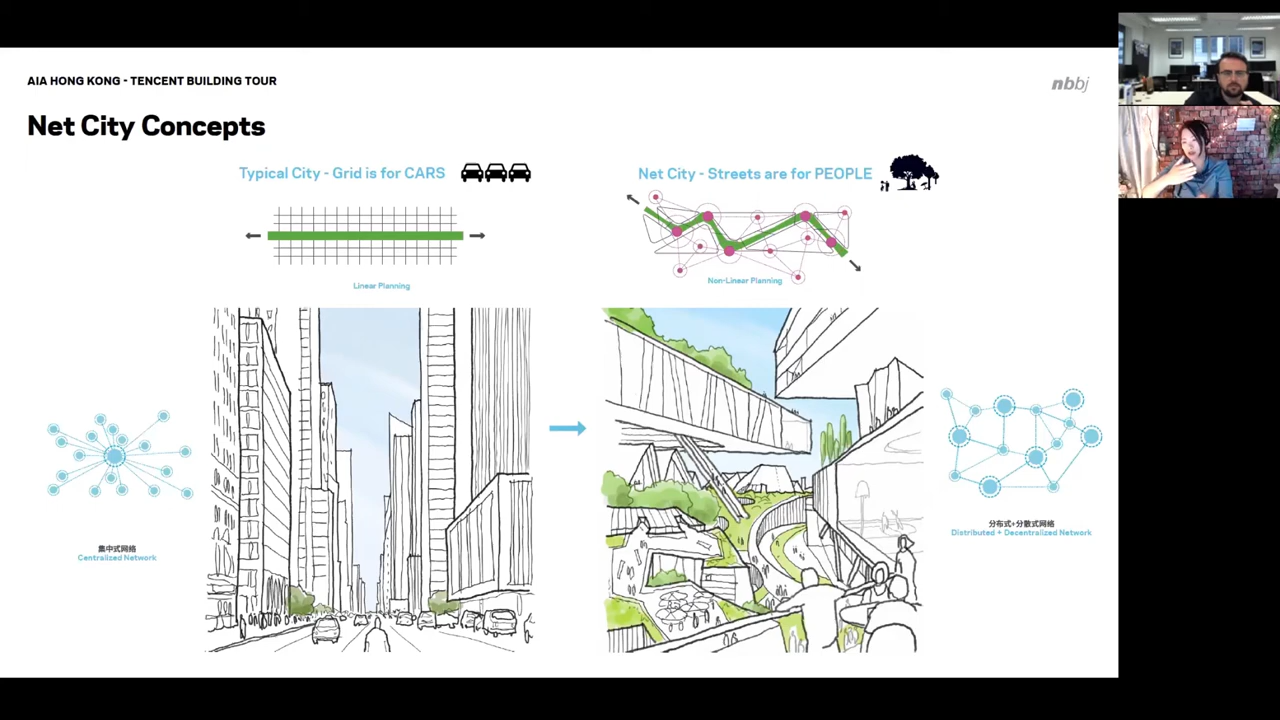 AIA HONG KONG - TENCENT BUILDING TOUR
nbbj
Net City Concepts
Typical City - Grid is for CARS
Net City - Streets are for PEOPLE
Linear Planning
Non-Linear Planning
集中式网络
Centralized Network
分布式+分散式网络
Distributed + Decentralized Network